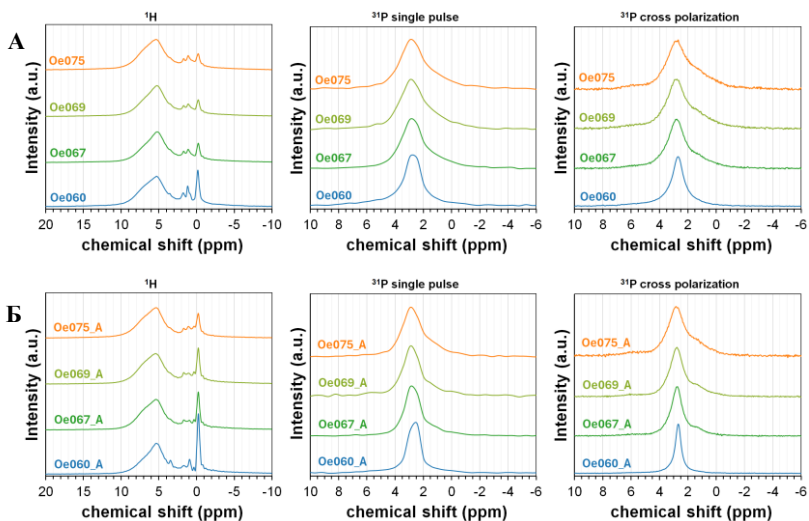 А
¹H
³¹P single pulse
³¹P cross polarization
Intensity (a.u.)
Oe075
Oe069
Oe067
Oe060
20 15 10 5 0 -5 -10
chemical shift (ppm)
Intensity (a.u.)
Oe075
Oe069
Oe067
Oe060
10 8 6 4 2 0 -2 -4 -6
chemical shift (ppm)
Intensity (a.u.)
Oe075
Oe069
Oe067
Oe060
10 8 6 4 2 0 -2 -4 -6
chemical shift (ppm)
Б
¹H
³¹P single pulse
³¹P cross polarization
Intensity (a.u.)
Oe075_A
Oe069_A
Oe067_A
Oe060_A
20 15 10 5 0 -5 -10
chemical shift (ppm)
Intensity (a.u.)
Oe075_A
Oe069_A
Oe067_A
Oe060_A
10 8 6 4 2 0 -2 -4 -6
chemical shift (ppm)
Intensity (a.u.)
Oe075_A
Oe069_A
Oe067_A
Oe060_A
10 8 6 4 2 0 -2 -4 -6
chemical shift (ppm)